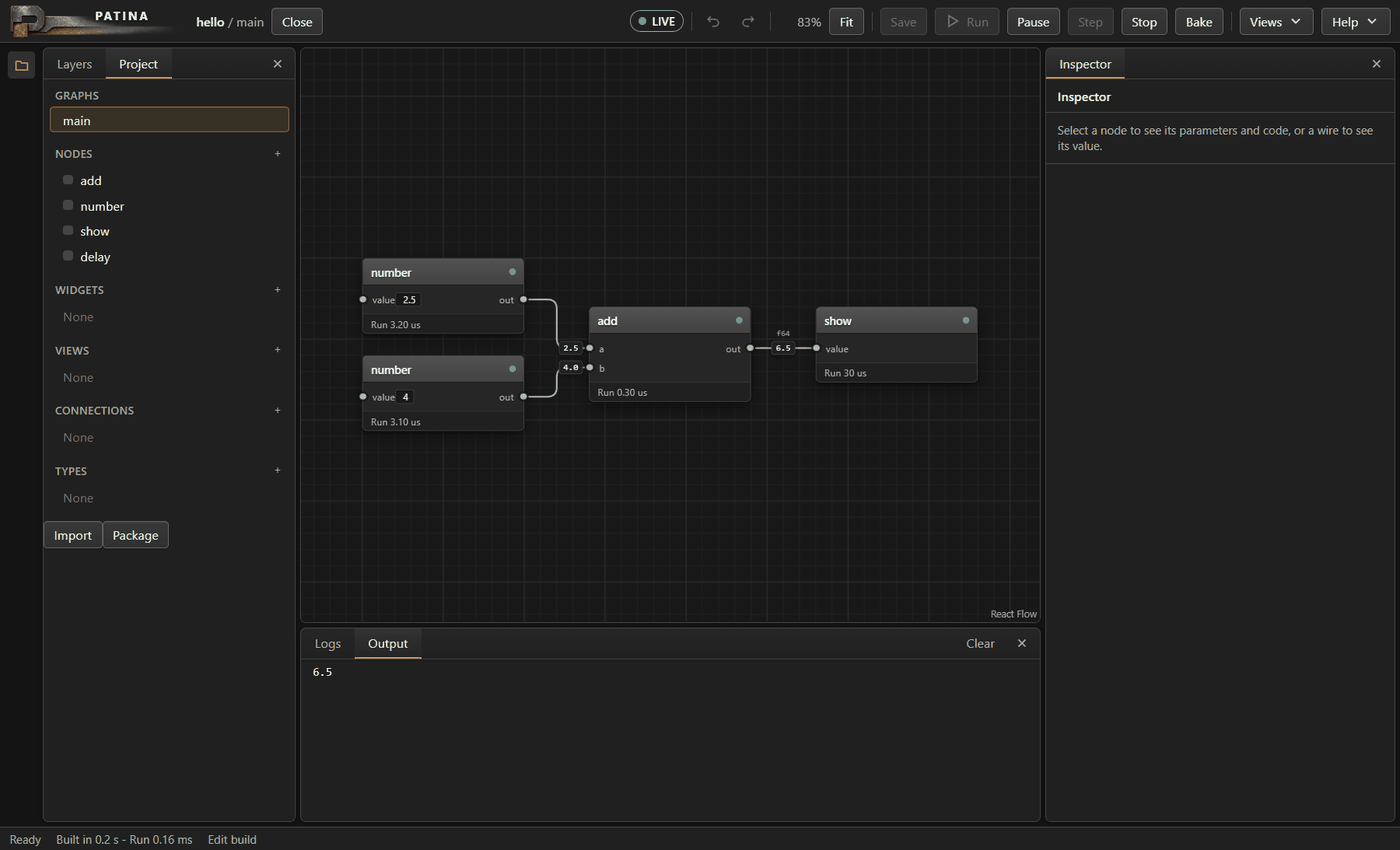 PATINA
hello / main
Close
LIVE
83%
Fit
Save
Run
Pause
Step
Stop
Bake
Views
Help
Layers
Project
GRAPHS
main
NODES
add
number
show
delay
WIDGETS
None
VIEWS
None
CONNECTIONS
None
TYPES
None
Import
Package
number
value 2.5 out
Run 3.20 us
number
value 4 out
Run 3.10 us
2.5
4.0
add
a out
b
Run 0.30 us
f64
6.5
show
value
Run 30 us
React Flow
Logs
Output
Clear
6.5
Inspector
Inspector
Select a node to see its parameters and code, or a wire to see
its value.
Ready
Built in 0.2 s - Run 0.16 ms
Edit build